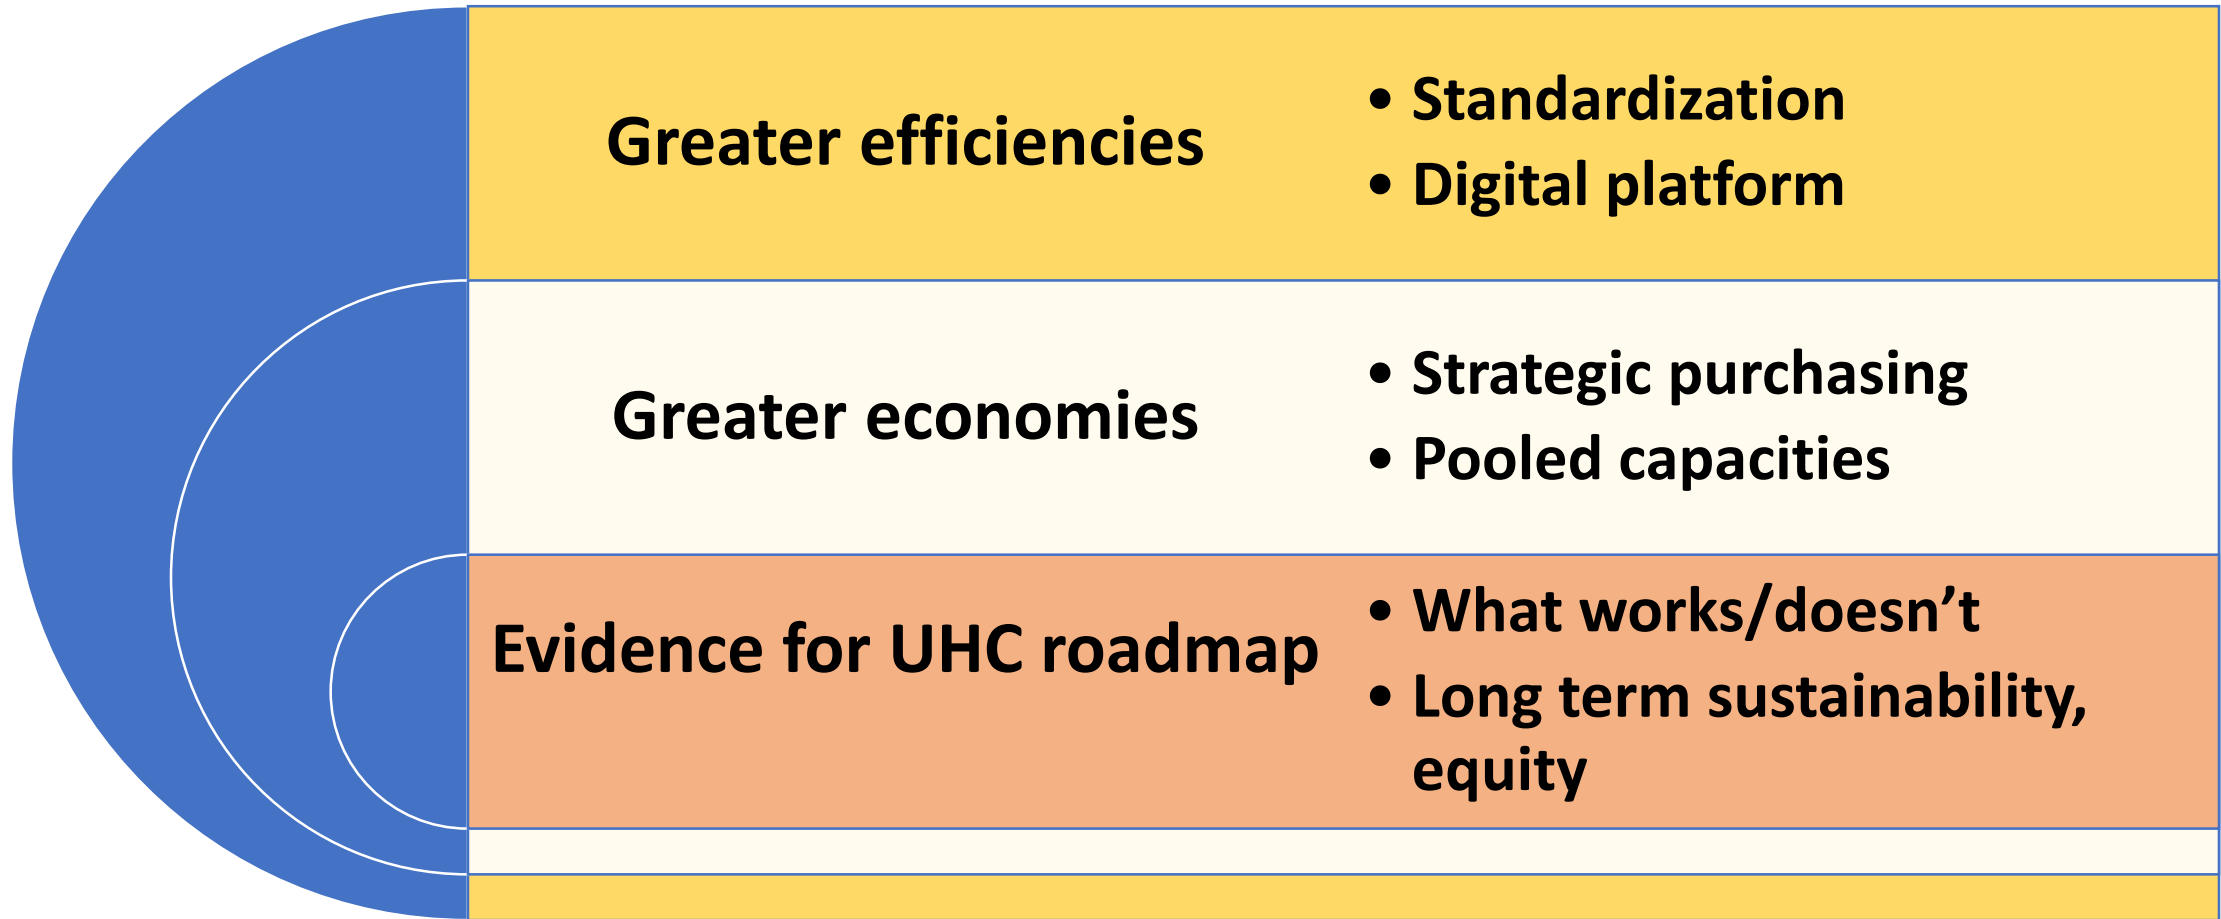 Greater efficiencies
• Standardization
• Digital platform
Greater economies
• Strategic purchasing
• Pooled capacities
Evidence for UHC roadmap
• What works/doesn’t
• Long term sustainability,
equity